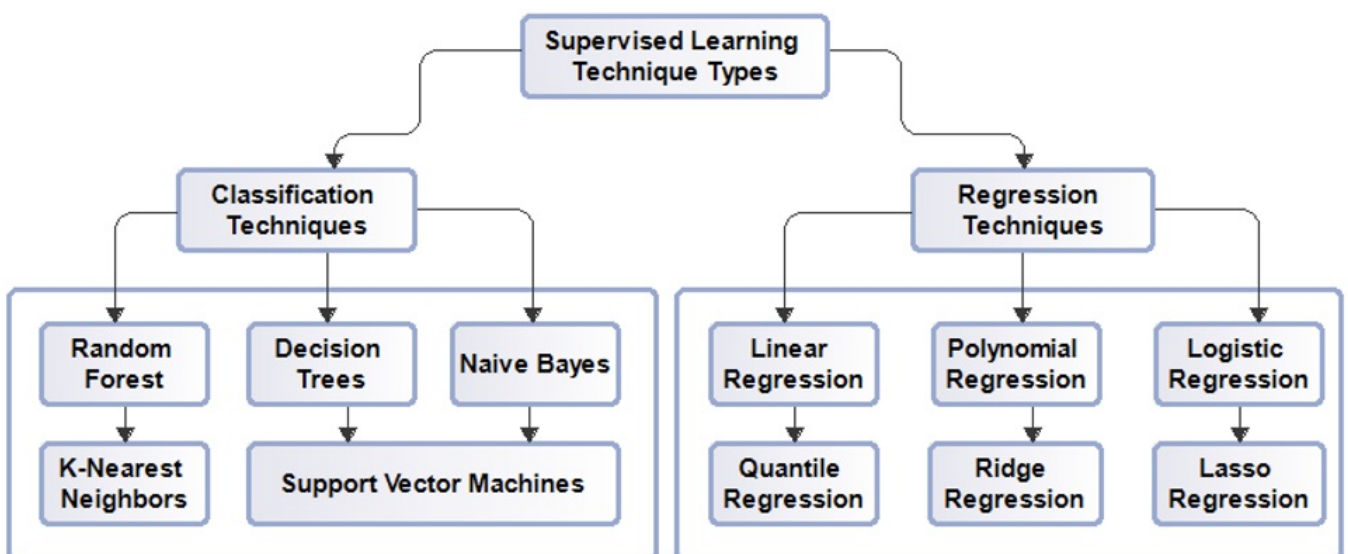 Supervised Learning
Technique Types
Classification
Techniques
Regression
Techniques
Random
Forest
Decision
Trees
Naive Bayes
Linear
Regression
Polynomial
Regression
Logistic
Regression
K-Nearest
Neighbors
Support Vector Machines
Quantile
Regression
Ridge
Regression
Lasso
Regression